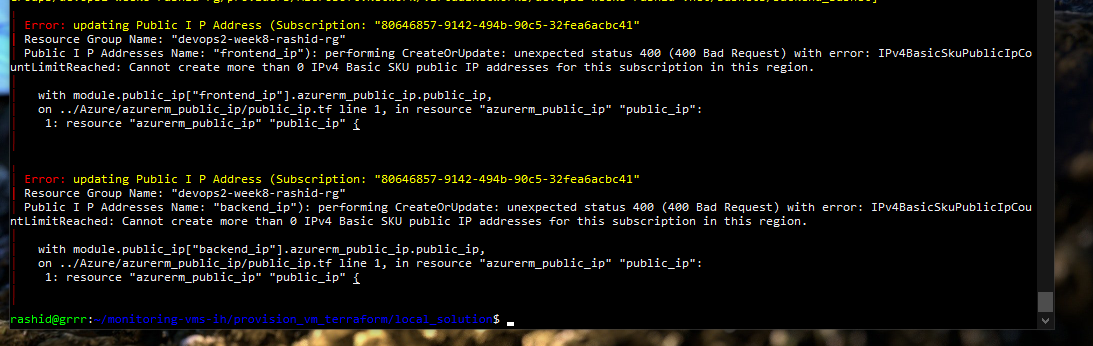 Error: updating Public I P Address (Subscription: "80646857-9142-494b-90c5-32fea6acbc41"
Resource Group Name: "devops2-week8-rashid-rg"
Public I P Addresses Name: "frontend_ip"): performing CreateOrUpdate: unexpected status 400 (400 Bad Request) with error: IPv4BasicSkuPublicIpCo
untLimitReached: Cannot create more than 0 IPv4 Basic SKU public IP addresses for this subscription in this region.
with module.public_ip["frontend_ip"].azurerm_public_ip.public_ip,
on ../Azure/azurerm_public_ip/public_ip.tf line 1, in resource "azurerm_public_ip" "public_ip":
1: resource "azurerm_public_ip" "public_ip" {
Error: updating Public I P Address (Subscription: "80646857-9142-494b-90c5-32fea6acbc41"
Resource Group Name: "devops2-week8-rashid-rg"
Public I P Addresses Name: "backend_ip"): performing CreateOrUpdate: unexpected status 400 (400 Bad Request) with error: IPv4BasicSkuPublicIpCou
ntLimitReached: Cannot create more than 0 IPv4 Basic SKU public IP addresses for this subscription in this region.
with module.public_ip["backend_ip"].azurerm_public_ip.public_ip,
on ../Azure/azurerm_public_ip/public_ip.tf line 1, in resource "azurerm_public_ip" "public_ip":
1: resource "azurerm_public_ip" "public_ip" {
rashid@grrr:~/monitoring-vms-ih/provision_vm_terraform/local_solution$